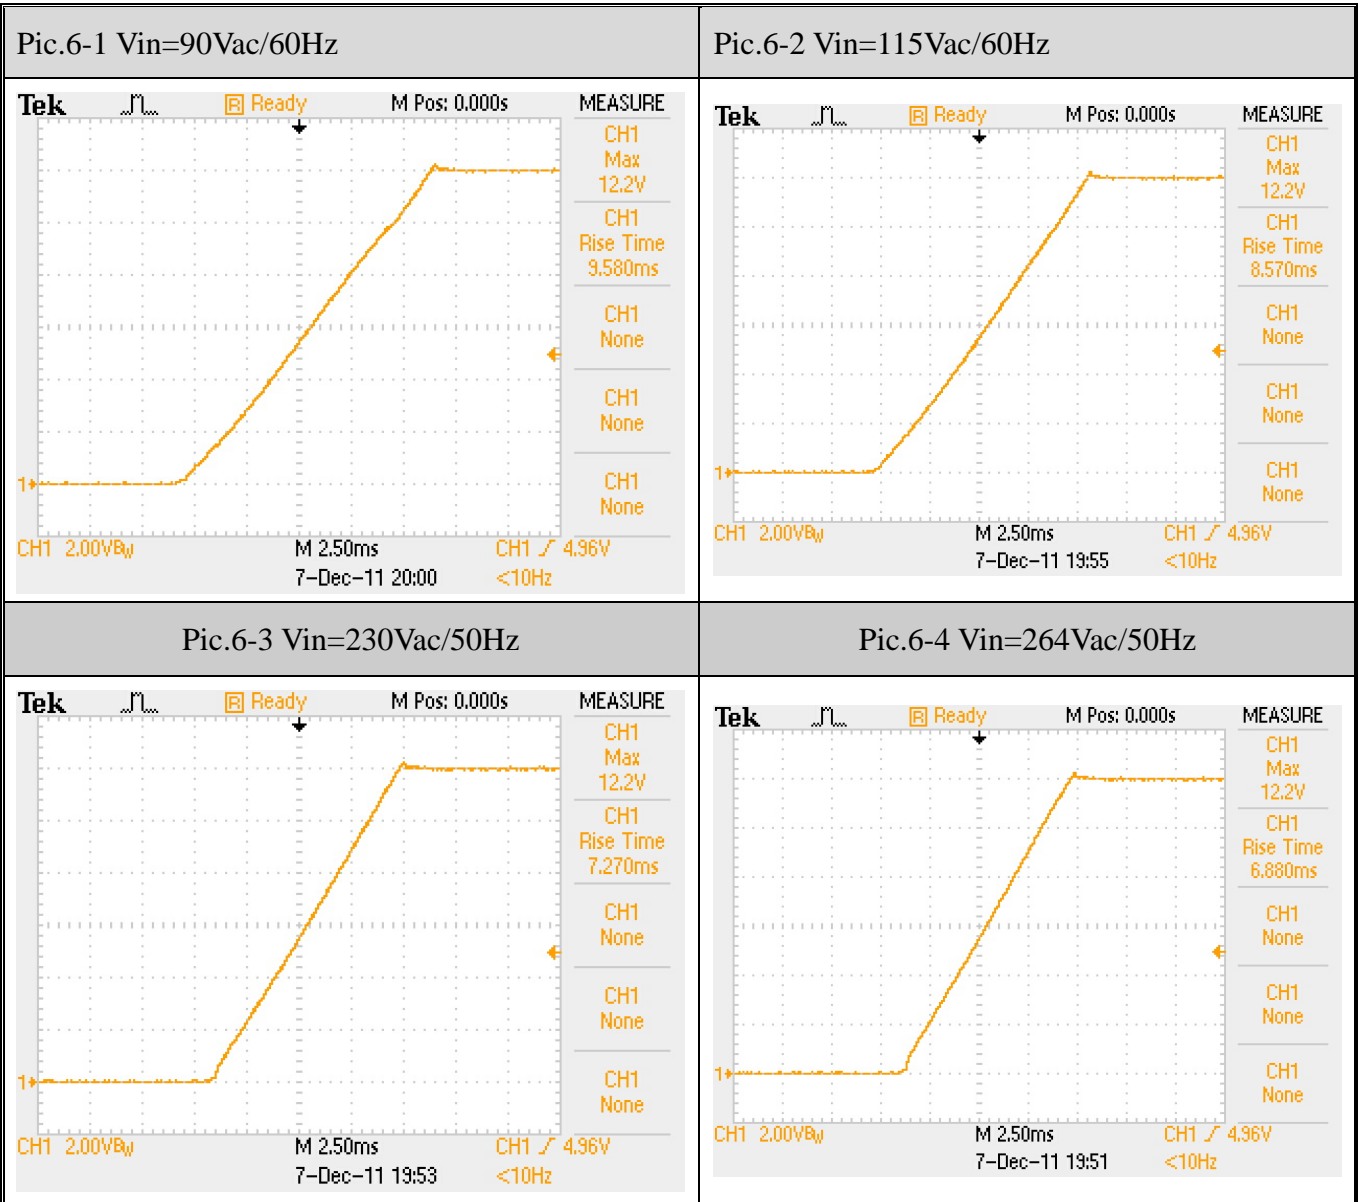 Pic.6-1 Vin=90Vac/60Hz
Tek Ready M Pos: 0.000s MEASURE
CH1
Max
12.2V
CH1
Rise Time
9.580ms
CH1
None
CH1
None
1
CH1
None
CH1 2.00VBW M 2.50ms CH1 4.96V
7-Dec-11 20:00 <10Hz
Pic.6-2 Vin=115Vac/60Hz
Tek R Ready M Pos: 0.000s MEASURE
CH1
Max
12.2V
CH1
Rise Time
8.570ms
CH1
None
CH1
None
1
CH1
None
CH1 2.00VBW M 2.50ms CH1 4.96V
7-Dec-11 19:55 <10Hz
Pic.6-3 Vin=230Vac/50Hz
Tek R Ready M Pos: 0.000s MEASURE
CH1
Max
12.2V
CH1
Rise Time
7.270ms
CH1
None
CH1
None
1
CH1
None
CH1 2.00VBW M 2.50ms CH1 4.96V
7-Dec-11 19:53 <10Hz
Pic.6-4 Vin=264Vac/50Hz
Tek R Ready M Pos: 0.000s MEASURE
CH1
Max
12.2V
CH1
Rise Time
6.880ms
CH1
None
CH1
None
1
CH1
None
CH1 2.00VBW M 2.50ms CH1 4.96V
7-Dec-11 19:51 <10Hz